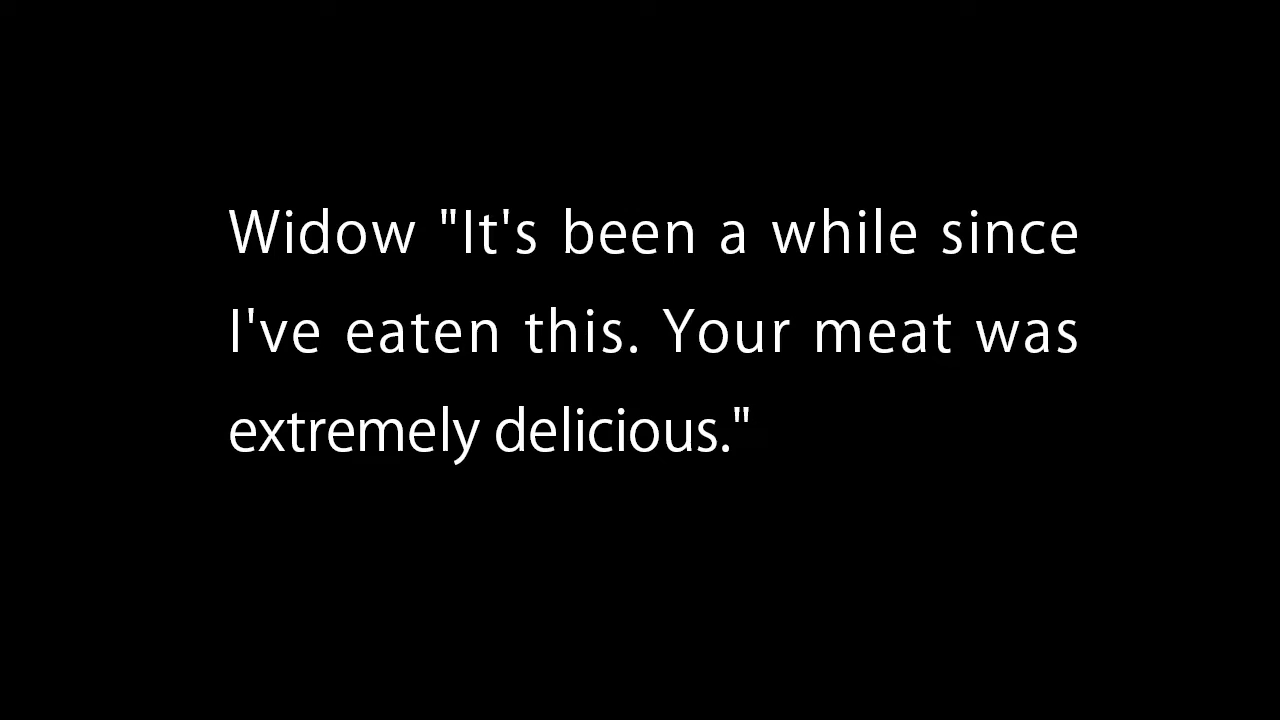 Widow "It's been a while since
I've eaten this. Your meat was
extremely delicious."